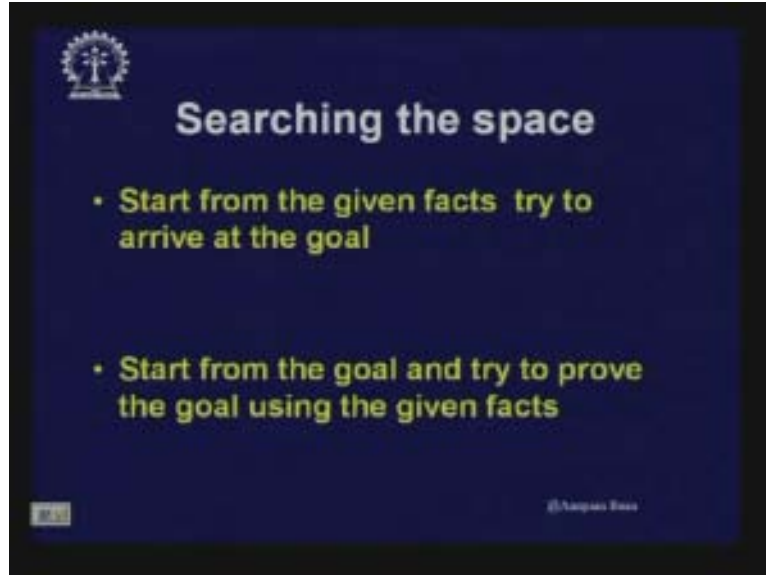 Searching the space
• Start from the given facts try to
arrive at the goal
• Start from the goal and try to prove
the goal using the given facts